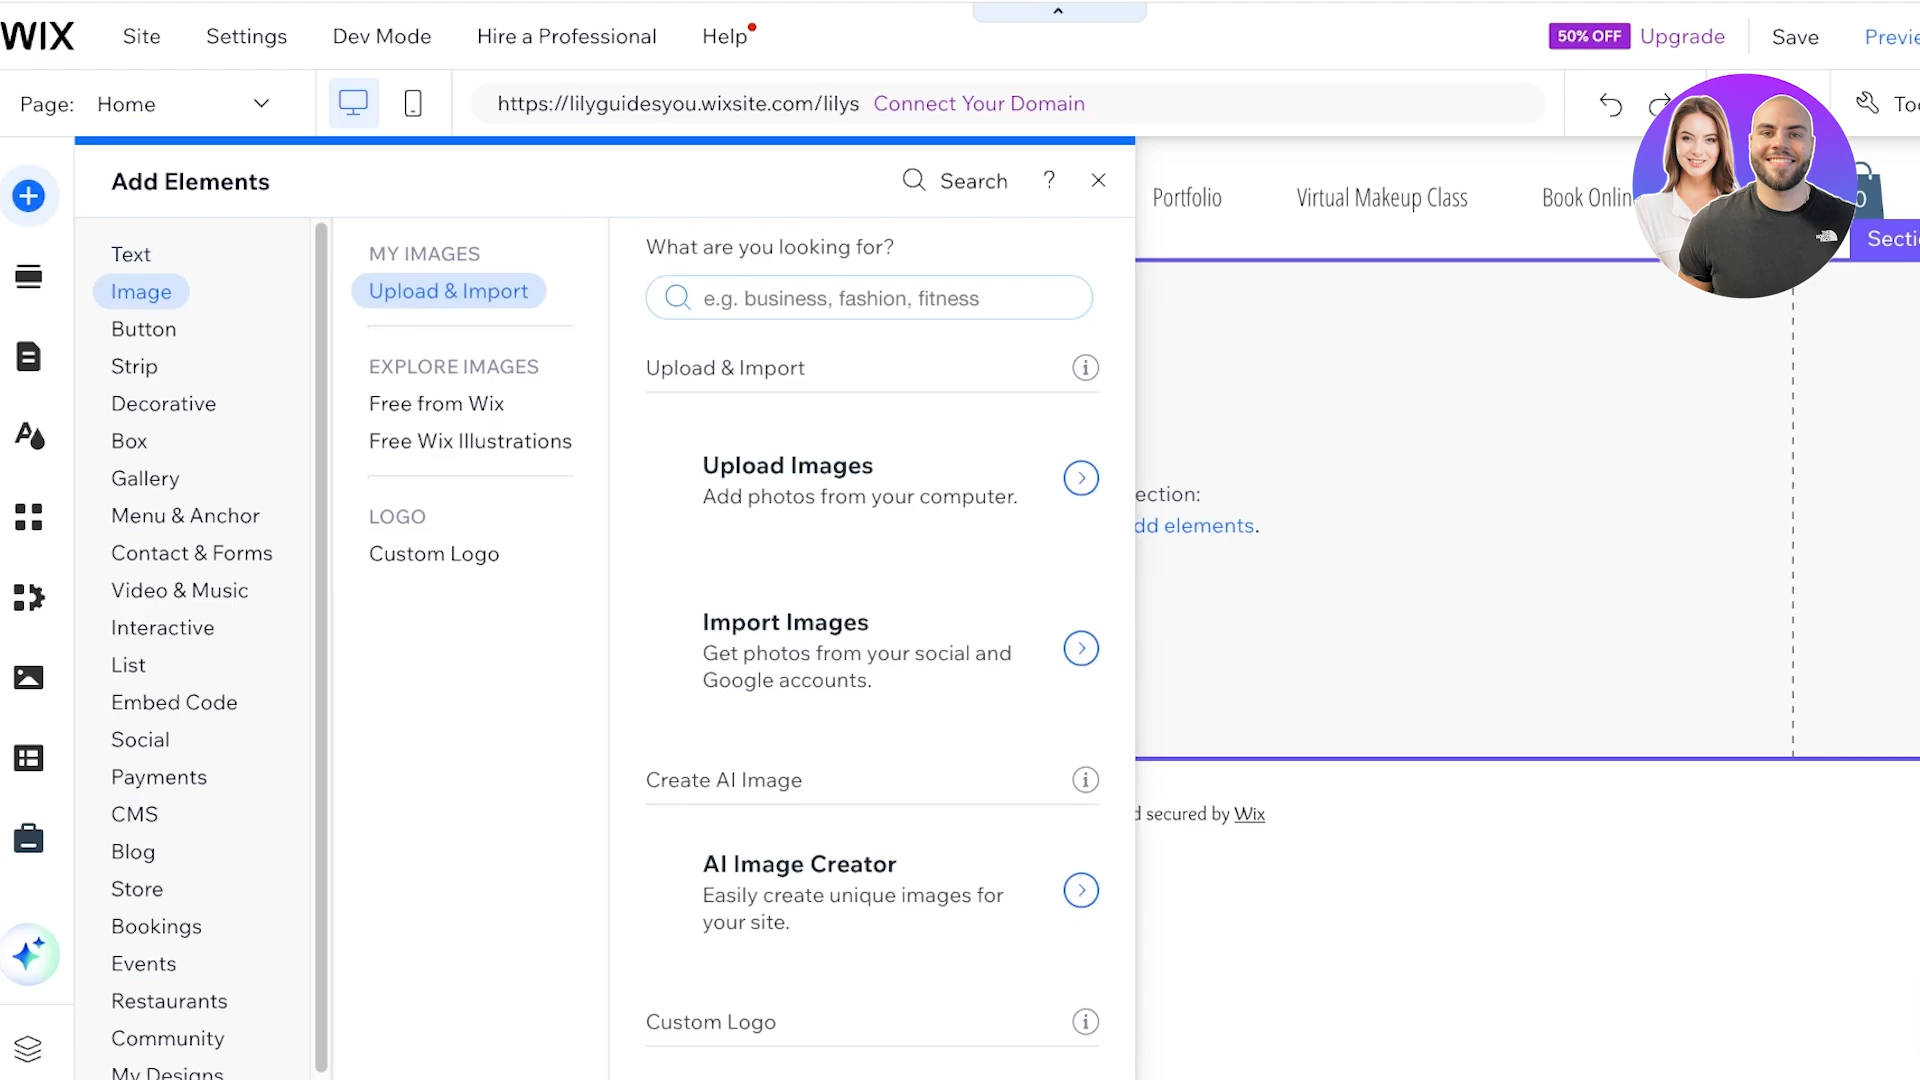 WIX
Site
Settings
Dev Mode
Hire a Professional
Help
50% OFF
Upgrade
Save
Previe
Page:
Home
https://lilyguidesyou.wixsite.com/lilys
Connect Your Domain
Too
Add Elements
Search
?
Portfolio
Virtual Makeup Class
Book Onlin
0
Secti
Text
Image
Button
Strip
Decorative
Box
Gallery
Menu & Anchor
Contact & Forms
Video & Music
Interactive
List
Embed Code
Social
Payments
CMS
Blog
Store
Bookings
Events
Restaurants
Community
My Designs
MY IMAGES
Upload & Import
EXPLORE IMAGES
Free from Wix
Free Wix Illustrations
LOGO
Custom Logo
What are you looking for?
e.g. business, fashion, fitness
Upload & Import
Upload Images
Add photos from your computer.
Import Images
Get photos from your social and
Google accounts.
Create AI Image
AI Image Creator
Easily create unique images for
your site.
Custom Logo
ection:
dd elements.
d secured by Wix